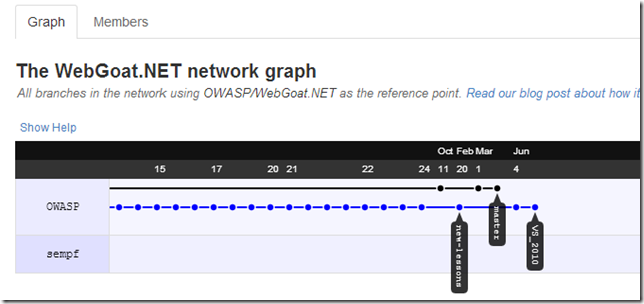 Graph Members
The WebGoat.NET network graph
All branches in the network using OWASP/WebGoat.NET as the reference point. Read our blog post about how it
Show Help
Oct Feb Mar Jun
15 17 20 21 22 24 11 20 1 4
OWASP
master
new-lessons
VS_2010
sempf